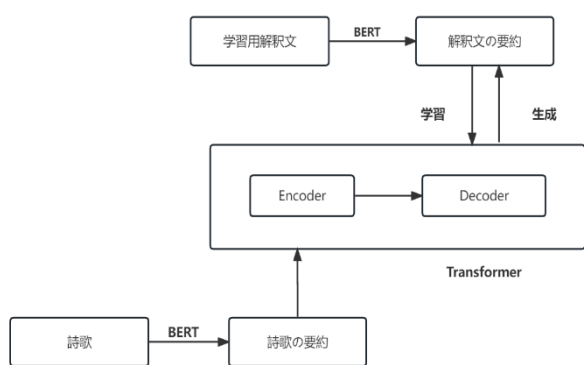 学習用解釈文
BERT
解釈文の要約
学習
生成
Encoder
Decoder
Transformer
詩歌
BERT
詩歌の要約